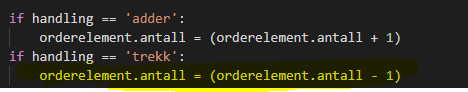 if handling == 'adder':
    orderelement.antall = (orderelement.antall + 1)
if handling == 'trekk':
    orderelement.antall = (orderelement.antall - 1)